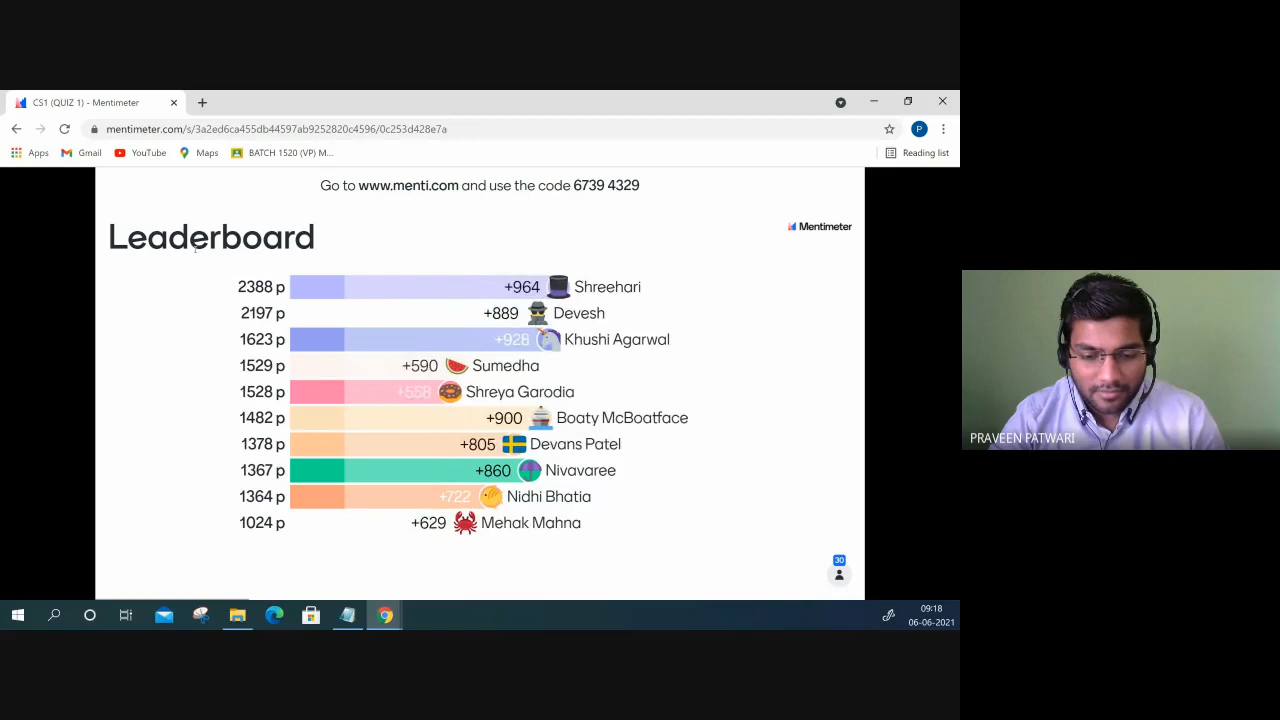 CS1 (QUIZ 1) - Mentimeter
mentimeter.com/s/3a2ed6ca455db44597ab9252820c4596/0c253d428e7a
Apps Gmail YouTube Maps BATCH 1520 (VP) M... Reading list
Go to www.menti.com and use the code 6739 4329
Leaderboard
Mentimeter
2388 p +964 Shreehari
2197 p +889 Devesh
1623 p +928 Khushi Agarwal
1529 p +590 Sumedha
1528 p +558 Shreya Garodia
1482 p +900 Boaty McBoatface
1378 p +805 Devans Patel
1367 p +860 Nivavaree
1364 p +722 Nidhi Bhatia
1024 p +629 Mehak Mahna
30
09:18
06-06-2021
P
PRAVEEN PATWARI